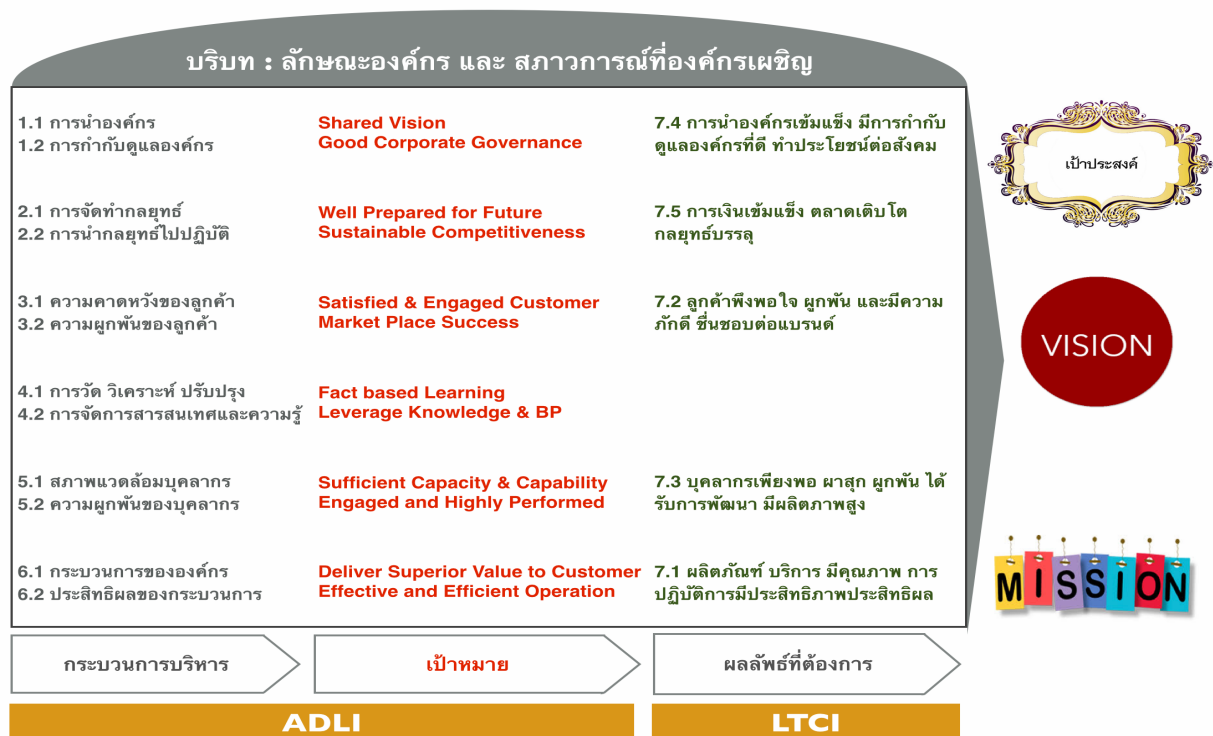 บริบท : ลักษณะองค์กร และ สภาวการณ์ที่องค์กรเผชิญ
1.1 การนำองค์กร
1.2 การกำกับดูแลองค์กร
Shared Vision
Good Corporate Governance
7.4 การนำองค์กรเข้มแข็ง มีการกำกับ
ดูแลองค์กรที่ดี ทำประโยชน์ต่อสังคม
2.1 การจัดทำกลยุทธ์
2.2 การนำกลยุทธ์ไปปฏิบัติ
Well Prepared for Future
Sustainable Competitiveness
7.5 การเงินเข้มแข็ง ตลาดเติบโต
กลยุทธ์บรรลุ
3.1 ความคาดหวังของลูกค้า
3.2 ความผูกพันของลูกค้า
Satisfied & Engaged Customer
Market Place Success
7.2 ลูกค้าพึงพอใจ ผูกพัน และมีความ
ภักดี ชื่นชอบต่อแบรนด์
4.1 การวัด วิเคราะห์ ปรับปรุง
4.2 การจัดการสารสนเทศและความรู้
Fact based Learning
Leverage Knowledge & BP
5.1 สภาพแวดล้อมบุคลากร
5.2 ความผูกพันของบุคลากร
Sufficient Capacity & Capability
Engaged and Highly Performed
7.3 บุคลากรเพียงพอ ผาสุก ผูกพัน ได้
รับการพัฒนา มีผลิตภาพสูง
6.1 กระบวนการขององค์กร
6.2 ประสิทธิผลของกระบวนการ
Deliver Superior Value to Customer
Effective and Efficient Operation
7.1 ผลิตภัณฑ์ บริการ มีคุณภาพ การ
ปฏิบัติการมีประสิทธิภาพประสิทธิผล
กระบวนการบริหาร
เป้าหมาย
ผลลัพธ์ที่ต้องการ
ADLI
LTCI
เป้าประสงค์
VISION
MISSION